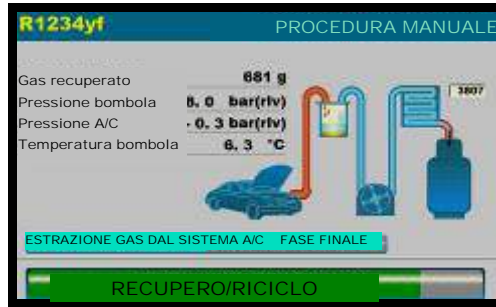 R1234yf PROCEDURA MANUALE
Gas recuperato 681 g
Pressione bombola 6, 0 bar(rlv)
Pressione A/C - 0, 3 bar(rlv)
Temperatura bombola 6, 3 °C
3807
ESTRAZIONE GAS DAL SISTEMA A/C FASE FINALE
RECUPERO/RICICLO